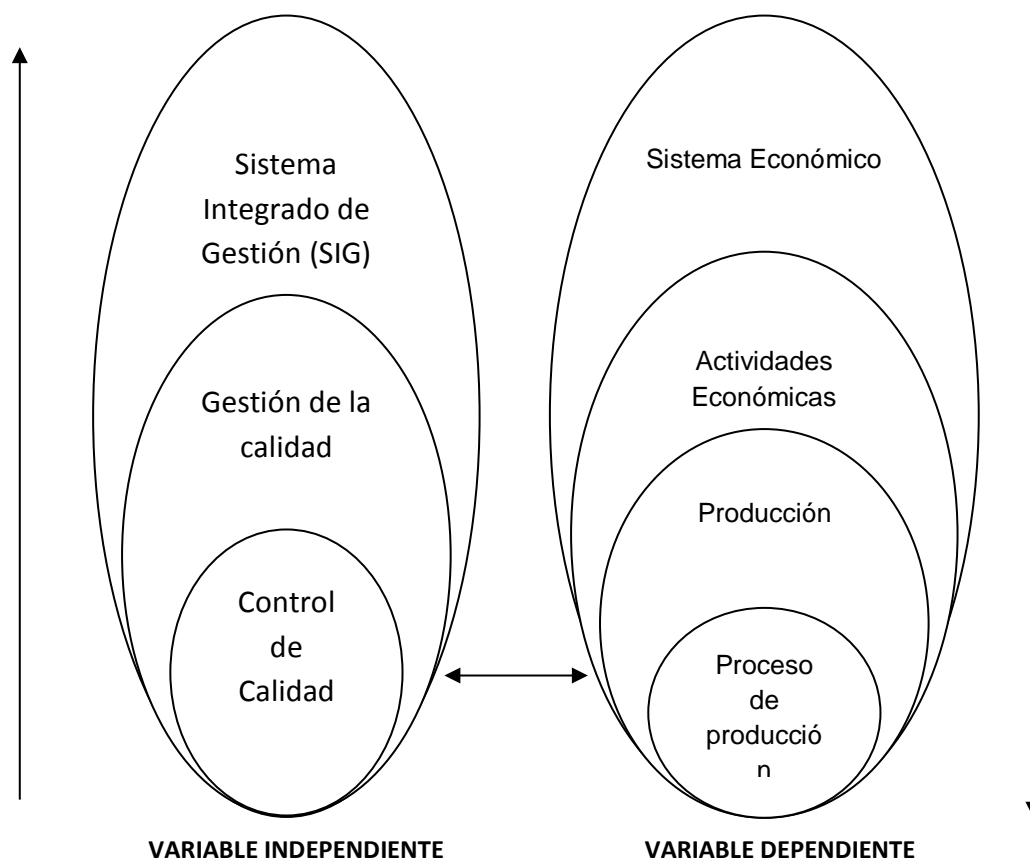 Sistema
Integrado de
Gestión (SIG)
Gestión de la
calidad
Control
de
Calidad
VARIABLE INDEPENDIENTE
Sistema Económico
Actividades
Económicas
Producción
Proceso
de
producció
n
VARIABLE DEPENDIENTE